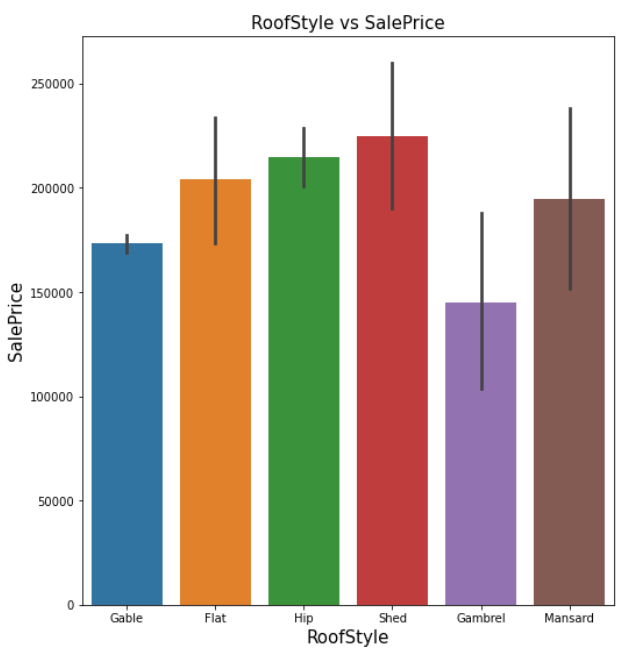 RoofStyle vs SalePrice
250000
200000
150000
100000
50000
0
SalePrice
Gable Flat Hip Shed Gambrel Mansard
RoofStyle